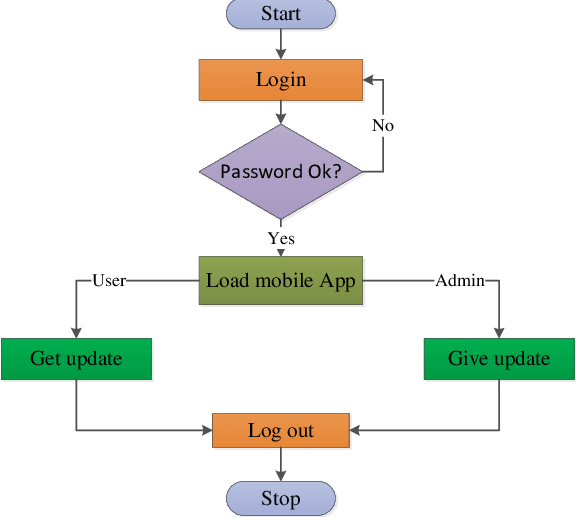 Start
Login
No
Password Ok?
Yes
User
Load mobile App
Admin
Get update
Give update
Log out
Stop